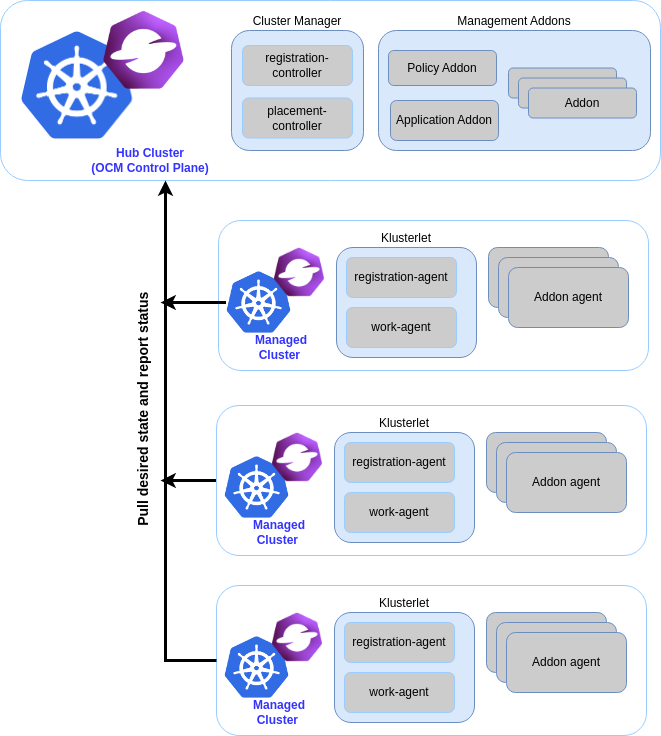 Cluster Manager
Management Addons
registration-
controller
placement-
controller
Policy Addon
Application Addon
Addon
Hub Cluster
(OCM Control Plane)
Pull desired state and report status
Klusterlet
registration-agent
work-agent
Addon agent
Managed
Cluster
Klusterlet
registration-agent
work-agent
Addon agent
Managed
Cluster
Klusterlet
registration-agent
work-agent
Addon agent
Managed
Cluster